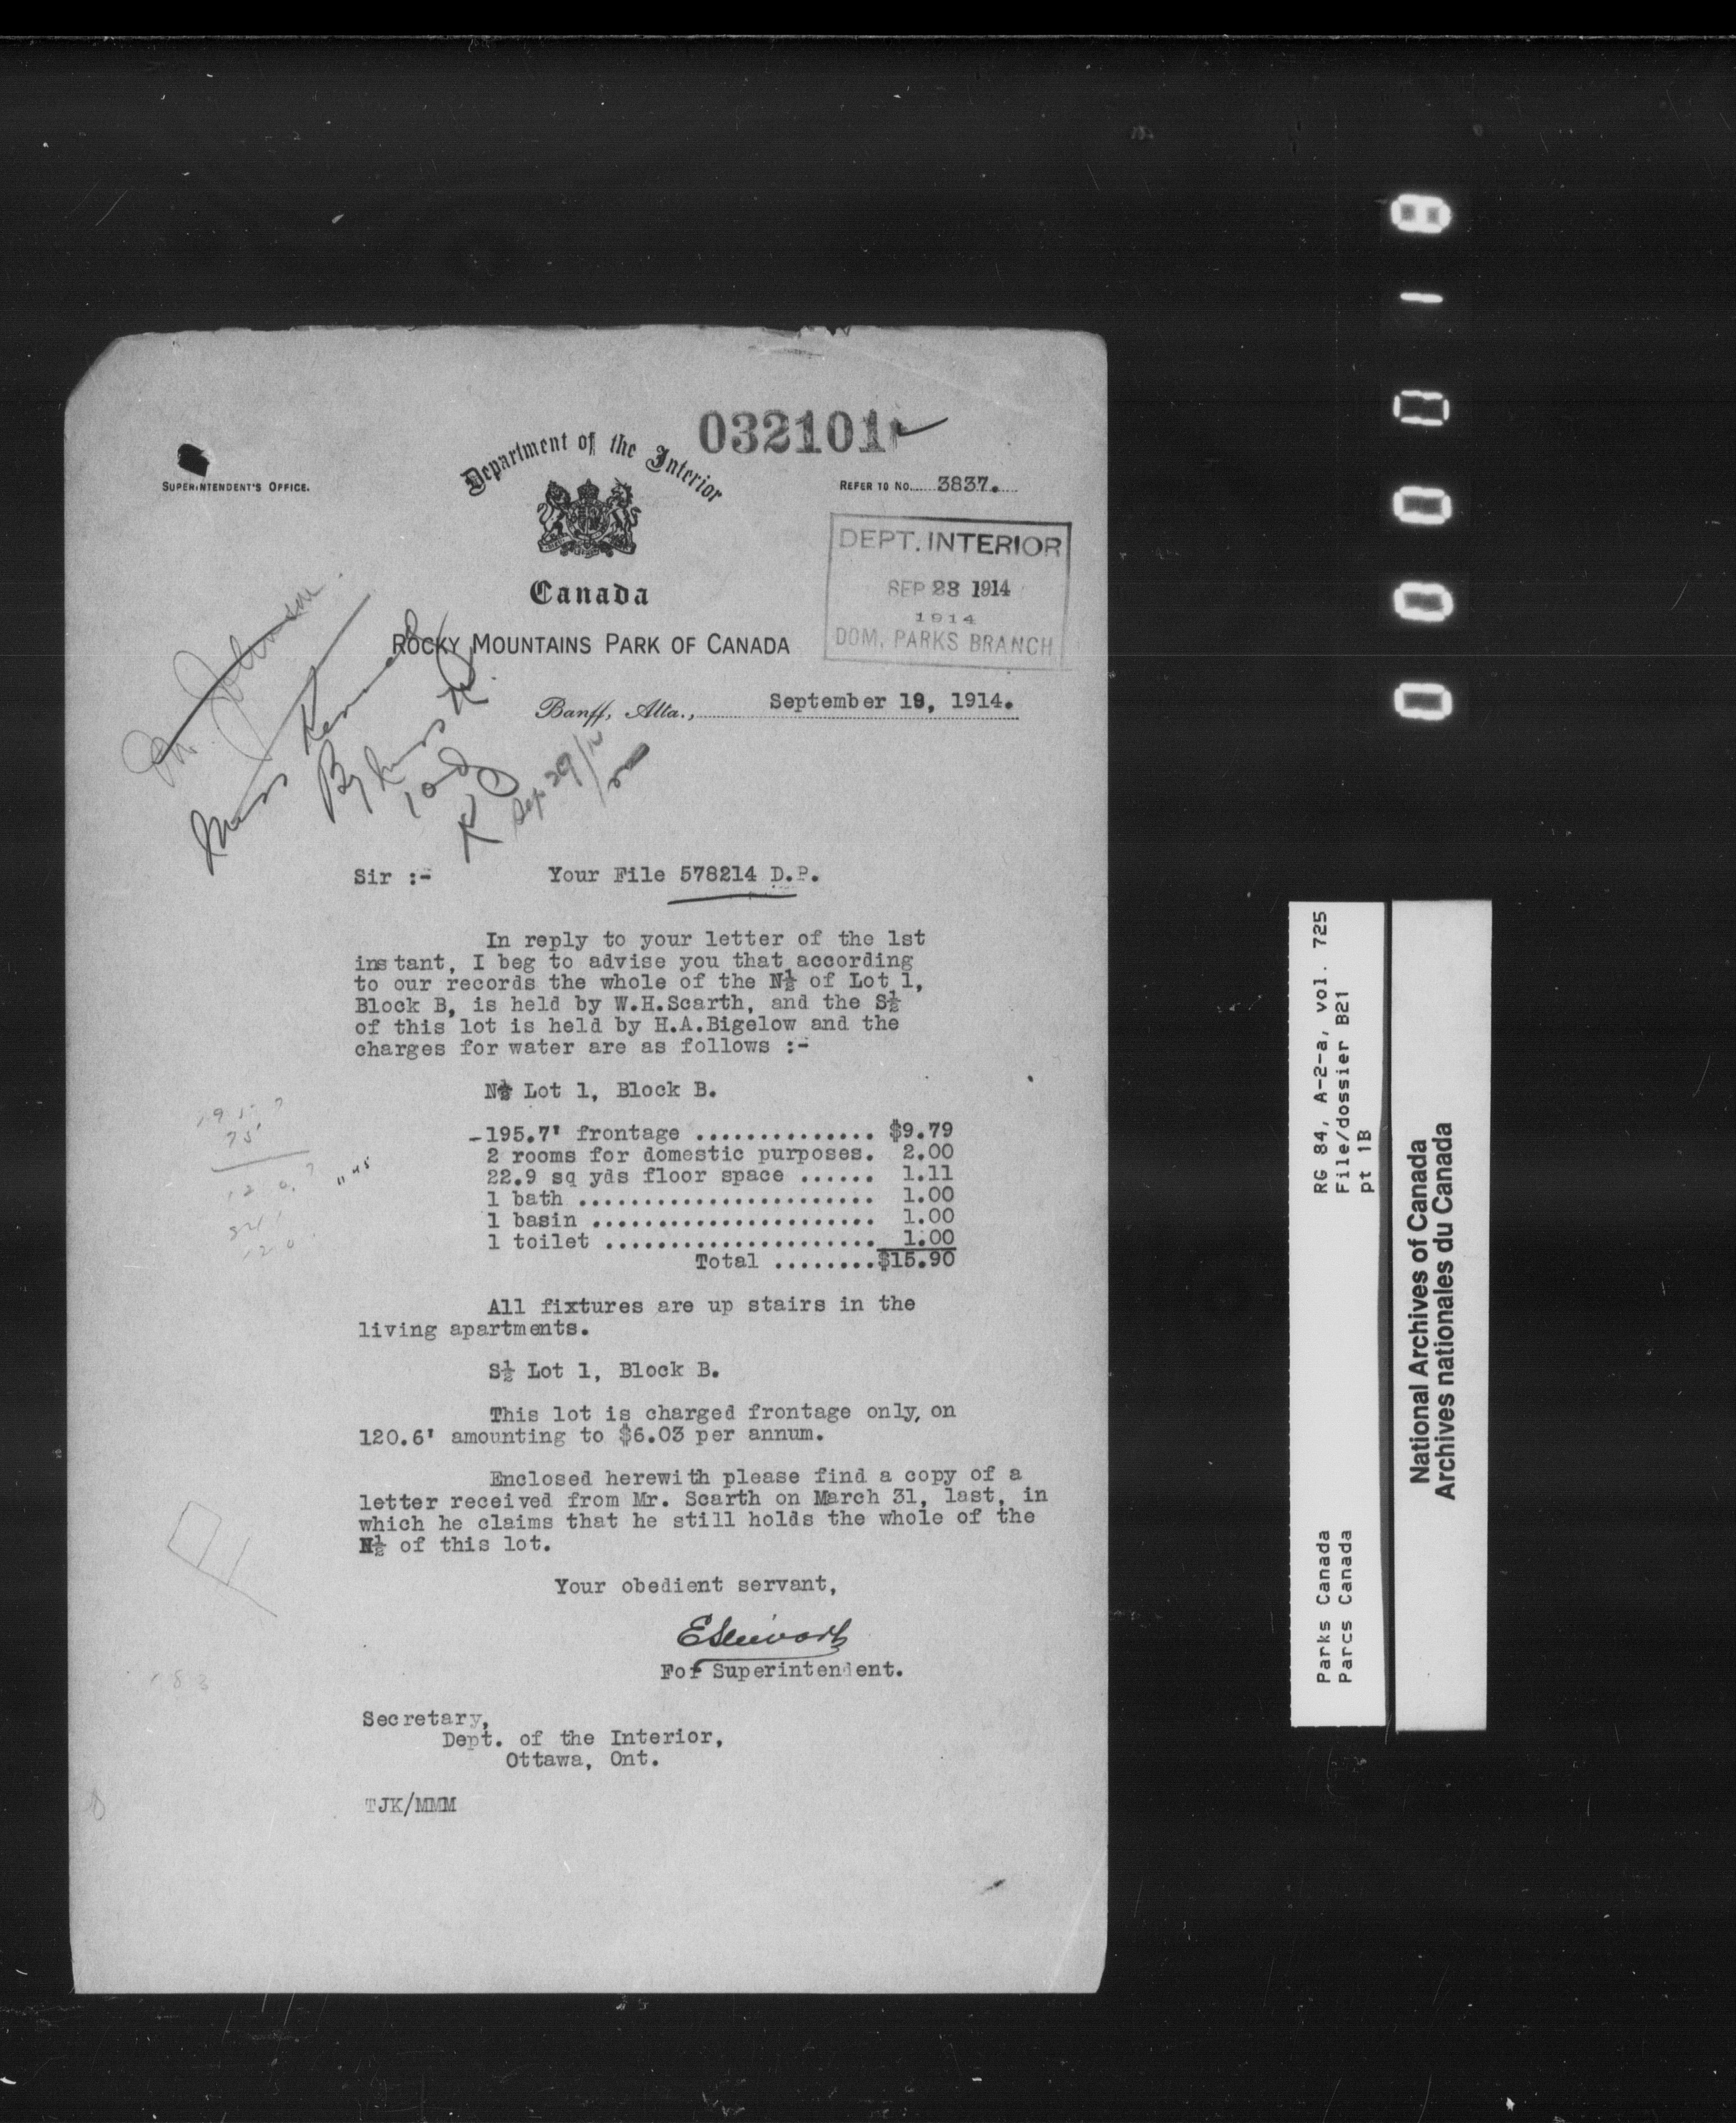 032101
SUPERINTENDENT'S OFFICE.
Department of the Interior
REFER TO NO. 3837.
DEPT. INTERIOR
SEP 23 1914
1914
DOM. PARKS BRANCH
Canada
ROCKY MOUNTAINS PARK OF CANADA
Banff, Alta., September 19, 1914.
Mr. Johnson
Miss
By Miss K.
Sep 29/14
Sir :- Your File 578214 D.P.
In reply to your letter of the 1st
instant, I beg to advise you that according
to our records the whole of the N½ of Lot 1,
Block B, is held by W.H.Scarth, and the S½
of this lot is held by H.A.Bigelow and the
charges for water are as follows :-
N½ Lot 1, Block B.
195.7' frontage .............. $9.79
2 rooms for domestic purposes. 2.00
22.9 sq yds floor space ...... 1.11
1 bath ....................... 1.00
1 basin ...................... 1.00
1 toilet ..................... 1.00
Total ........$15.90
All fixtures are up stairs in the
living apartments.
S½ Lot 1, Block B.
This lot is charged frontage only, on
120.6' amounting to $6.03 per annum.
Enclosed herewith please find a copy of a
letter received from Mr. Scarth on March 31, last, in
which he claims that he still holds the whole of the
N½ of this lot.
Your obedient servant,
EStewart
For Superintendent.
Secretary,
Dept. of the Interior,
Ottawa, Ont.
TJK/MMM
000018
RG 84, A-2-a, vol. 725
File/dossier B21
pt 1B
Parks Canada
Parcs Canada
National Archives of Canada
Archives nationales du Canada